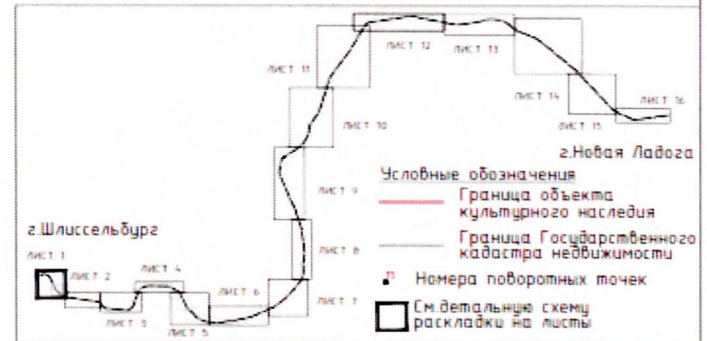 ЛИСТ 12
ЛИСТ 13
ЛИСТ 11
ЛИСТ 14
ЛИСТ 16
ЛИСТ 10
ЛИСТ 15
г.Новая Ладога
Условные обозначения
Граница объекта
культурного наследия
ЛИСТ 9
г.Шлиссельбург
Граница Государственного
кадастра недвижимости
ЛИСТ 8
ЛИСТ 1
ЛИСТ 2
ЛИСТ 4
Номера поворотных точек
ЛИСТ 6
ЛИСТ 7
ЛИСТ 3
ЛИСТ 5
См.детальную схему
раскладки на листы